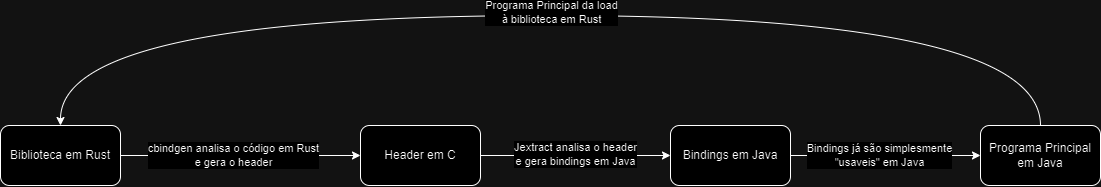 Programa Principal da load
à biblioteca em Rust
Biblioteca em Rust
cbindgen analisa o código em Rust
e gera o header
Header em C
Jextract analisa o header
e gera bindings em Java
Bindings em Java
Bindings já são simplesmente
"usaveis" em Java
Programa Principal
em Java